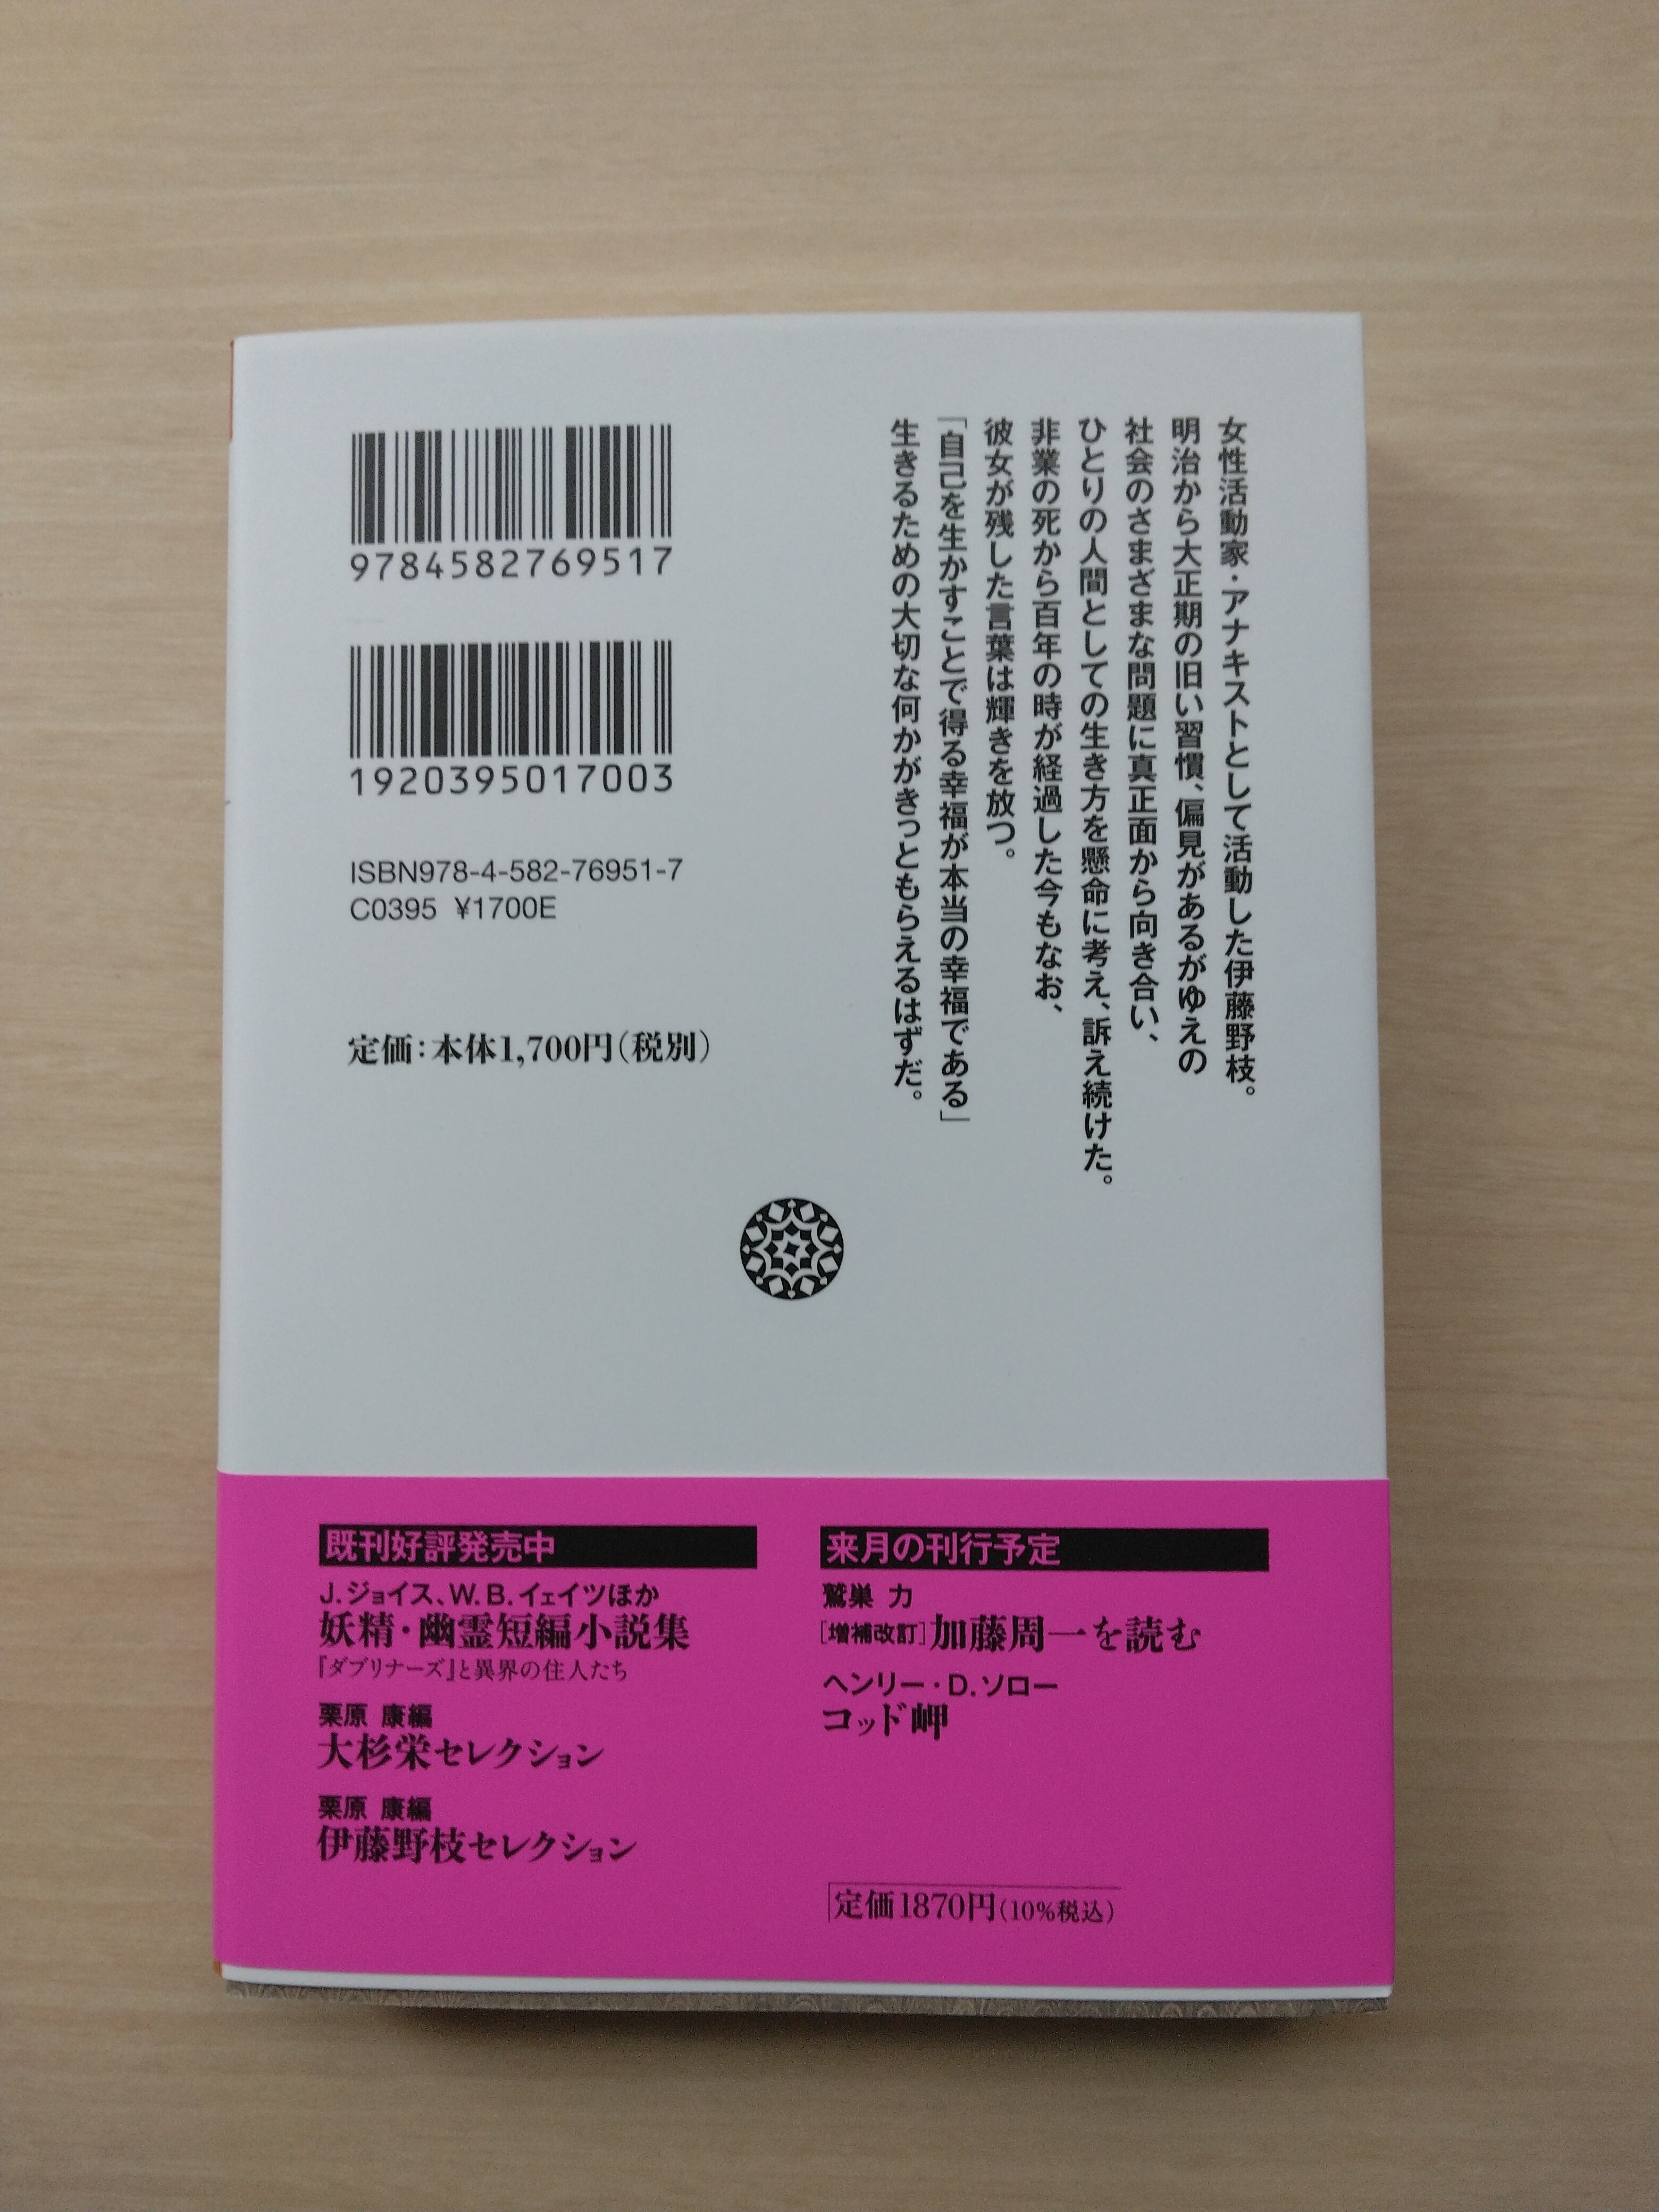 女性活動家・アナキストとして活動した伊藤野枝。
明治から大正期の旧い習慣、偏見があるがゆえの
社会のさまざまな問題に真正面から向き合い、
ひとりの人間としての生き方を懸命に考え、訴え続けた。
非業の死から百年の時が経過した今もなお、
彼女が残した言葉は輝きを放つ。
「自己を生かすことで得る幸福が本当の幸福である」
生きるための大切な何かがきっともらえるはずだ。
9784582769517
1920395017003
ISBN978-4-582-76951-7
C0395 ¥1700E
定価:本体1,700円(税別)
既刊好評発売中
J.ジョイス、W.B.イェイツほか
妖精・幽霊短編小説集
『ダブリナーズ』と異界の住人たち
栗原 康編
大杉栄セレクション
栗原 康編
伊藤野枝セレクション
来月の刊行予定
鷲巣 力
[増補改訂]加藤周一を読む
ヘンリー・D.ソロー
コッド岬
定価1870円(10%税込)